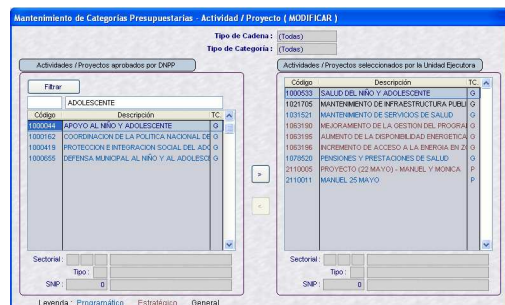 Mantenimiento de Categorías Presupuestarias - Actividad / Proyecto ( MODIFICAR )
Tipo de Cadena : (Todas)
Tipo de Categoría : (Todas)
Actividades / Proyectos aprobados por DNPP
Filtrar
ADOLESCENTE
Código Descripción TC.
1000044 APOYO AL NIÑO Y ADOLESCENTE G
1000162 COORDINACION DE LA POLITICA NACIONAL DE G
1000419 PROTECCION E INTEGRACION SOCIAL DEL ADO G
1000655 DEFENSA MUNICIPAL AL NIÑO Y AL ADOLESCE G
Sectorial :
Tipo :
SNIP : 0
>
<
Actividades / Proyectos seleccionados por la Unidad Ejecutora
Código Descripción TC.
1000533 SALUD DEL NIÑO Y ADOLESCENTE G
1021705 MANTENIMIENTO DE INFRAESTRUCTURA PUBLI G
1031521 MANTENIMIENTO DE SERVICIOS DE SALUD G
1063190 MEJORAMIENTO DE LA GESTION DEL PROGRA G
1063195 AUMENTO DE LA DISPONIBILIDAD ENERGETICA G
1063196 INCREMENTO DE ACCESO A LA ENERGIA EN Z G
1078520 PENSIONES Y PRESTACIONES DE SALUD G
2110005 PROYECTO (22 MAYO) - MANUEL Y MONICA P
2110011 MANUEL 25 MAYO P
Sectorial :
Tipo :
SNIP : 0
Leyenda : Programático Estratégico General